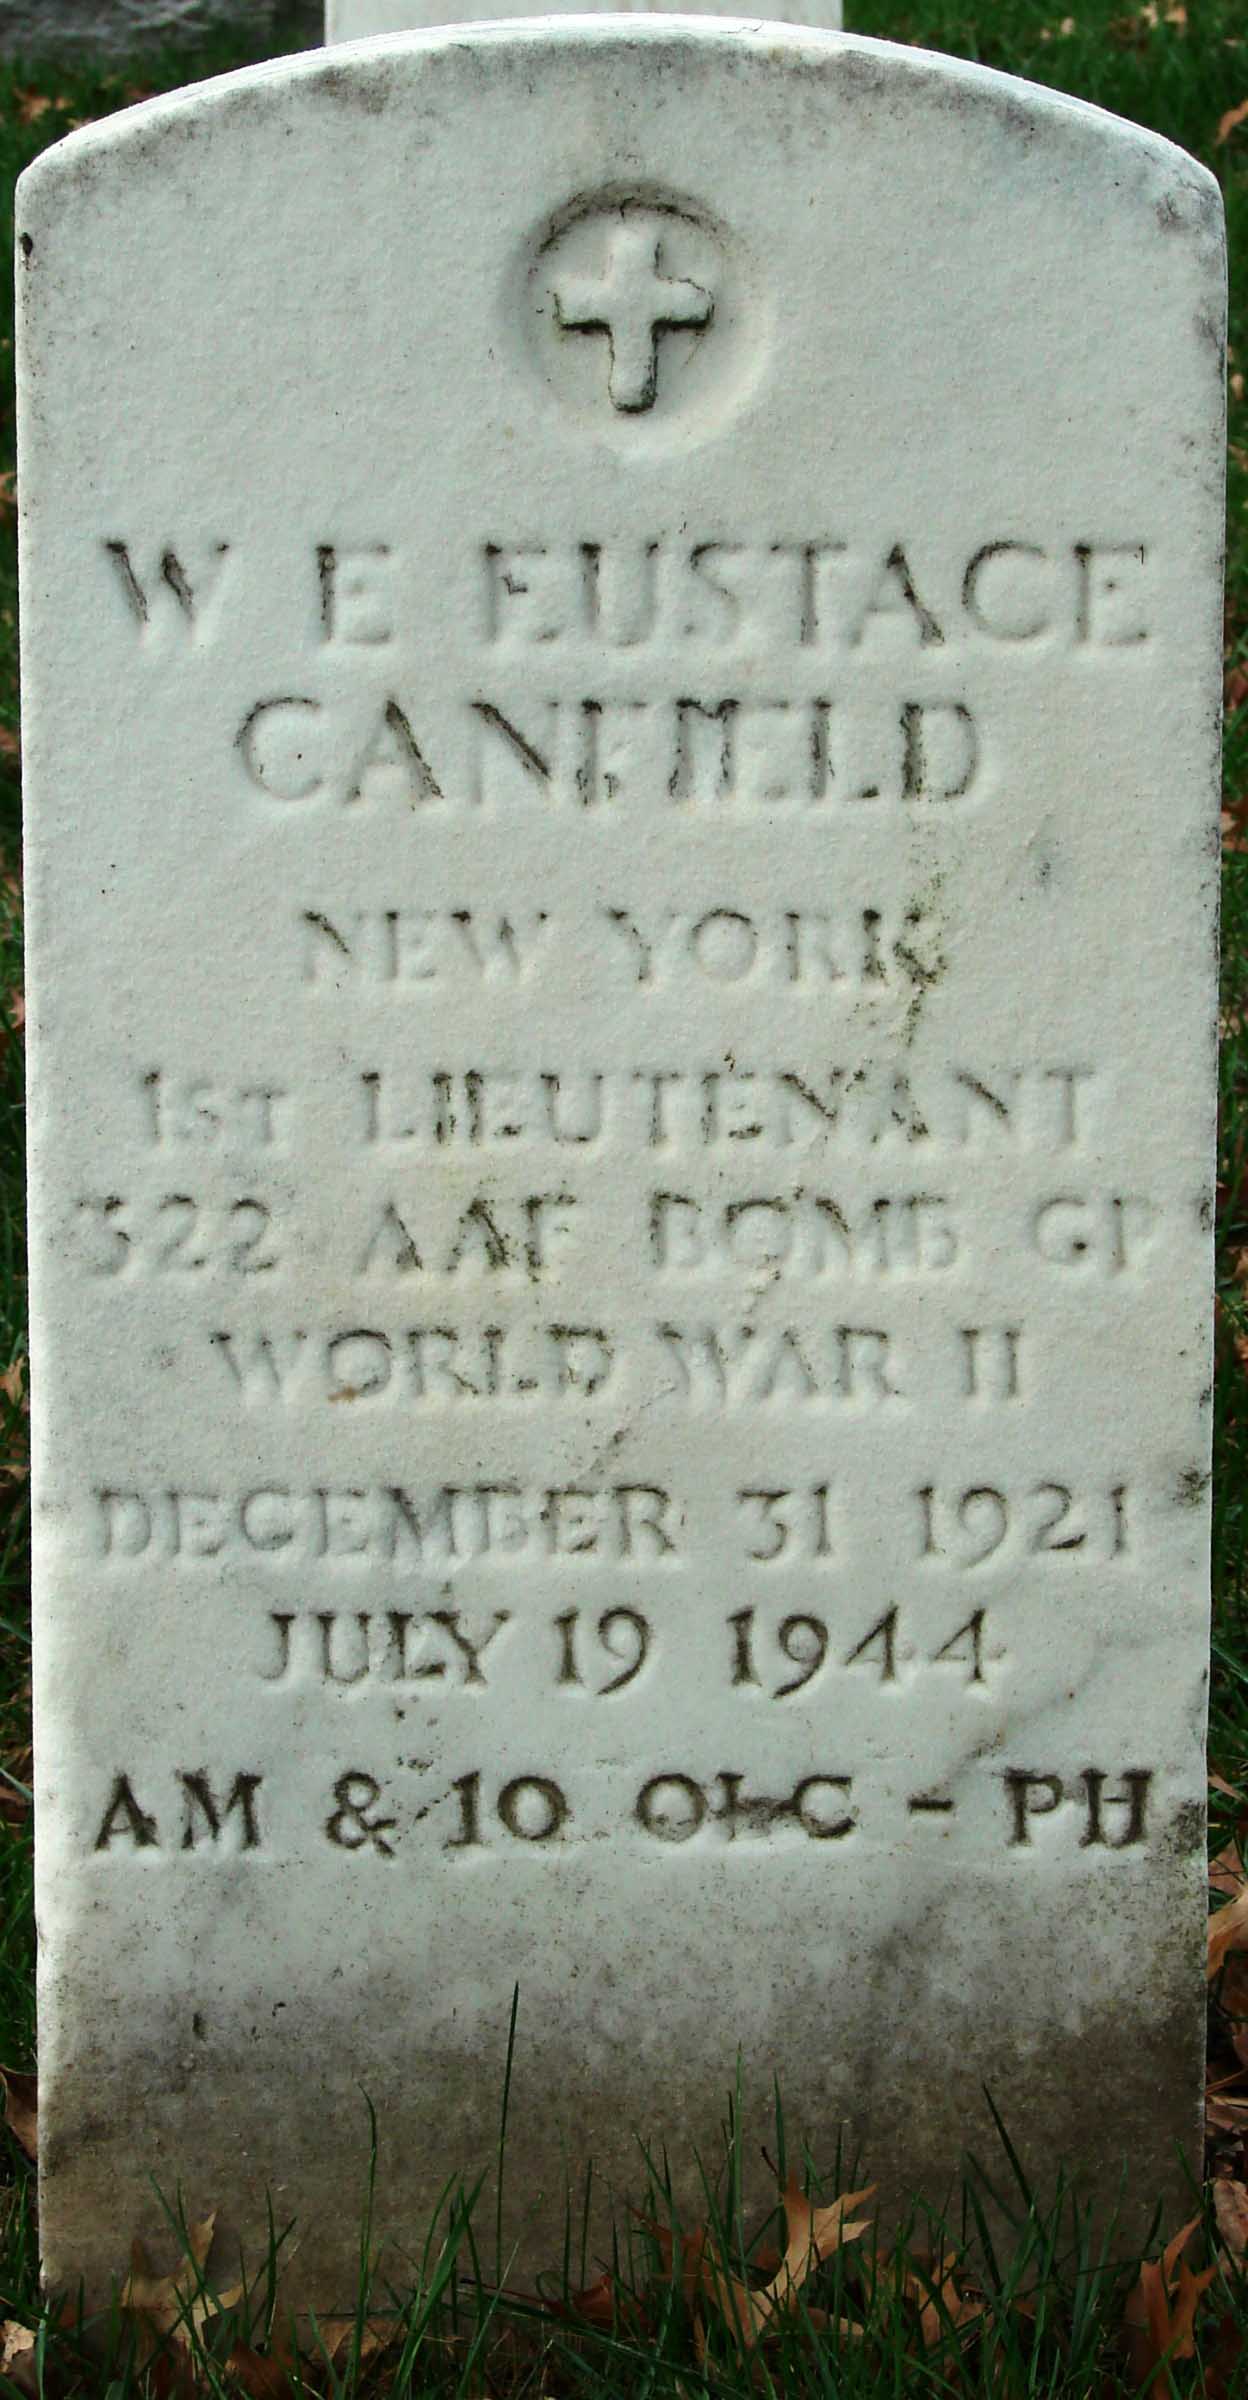 W E EUSTACE
CANFIELD
NEW YORK
1ST LIEUTENANT
322 AAF BOMB GP
WORLD WAR II
DECEMBER 31 1921
JULY 19 1944
AM & 10 OLC - PH